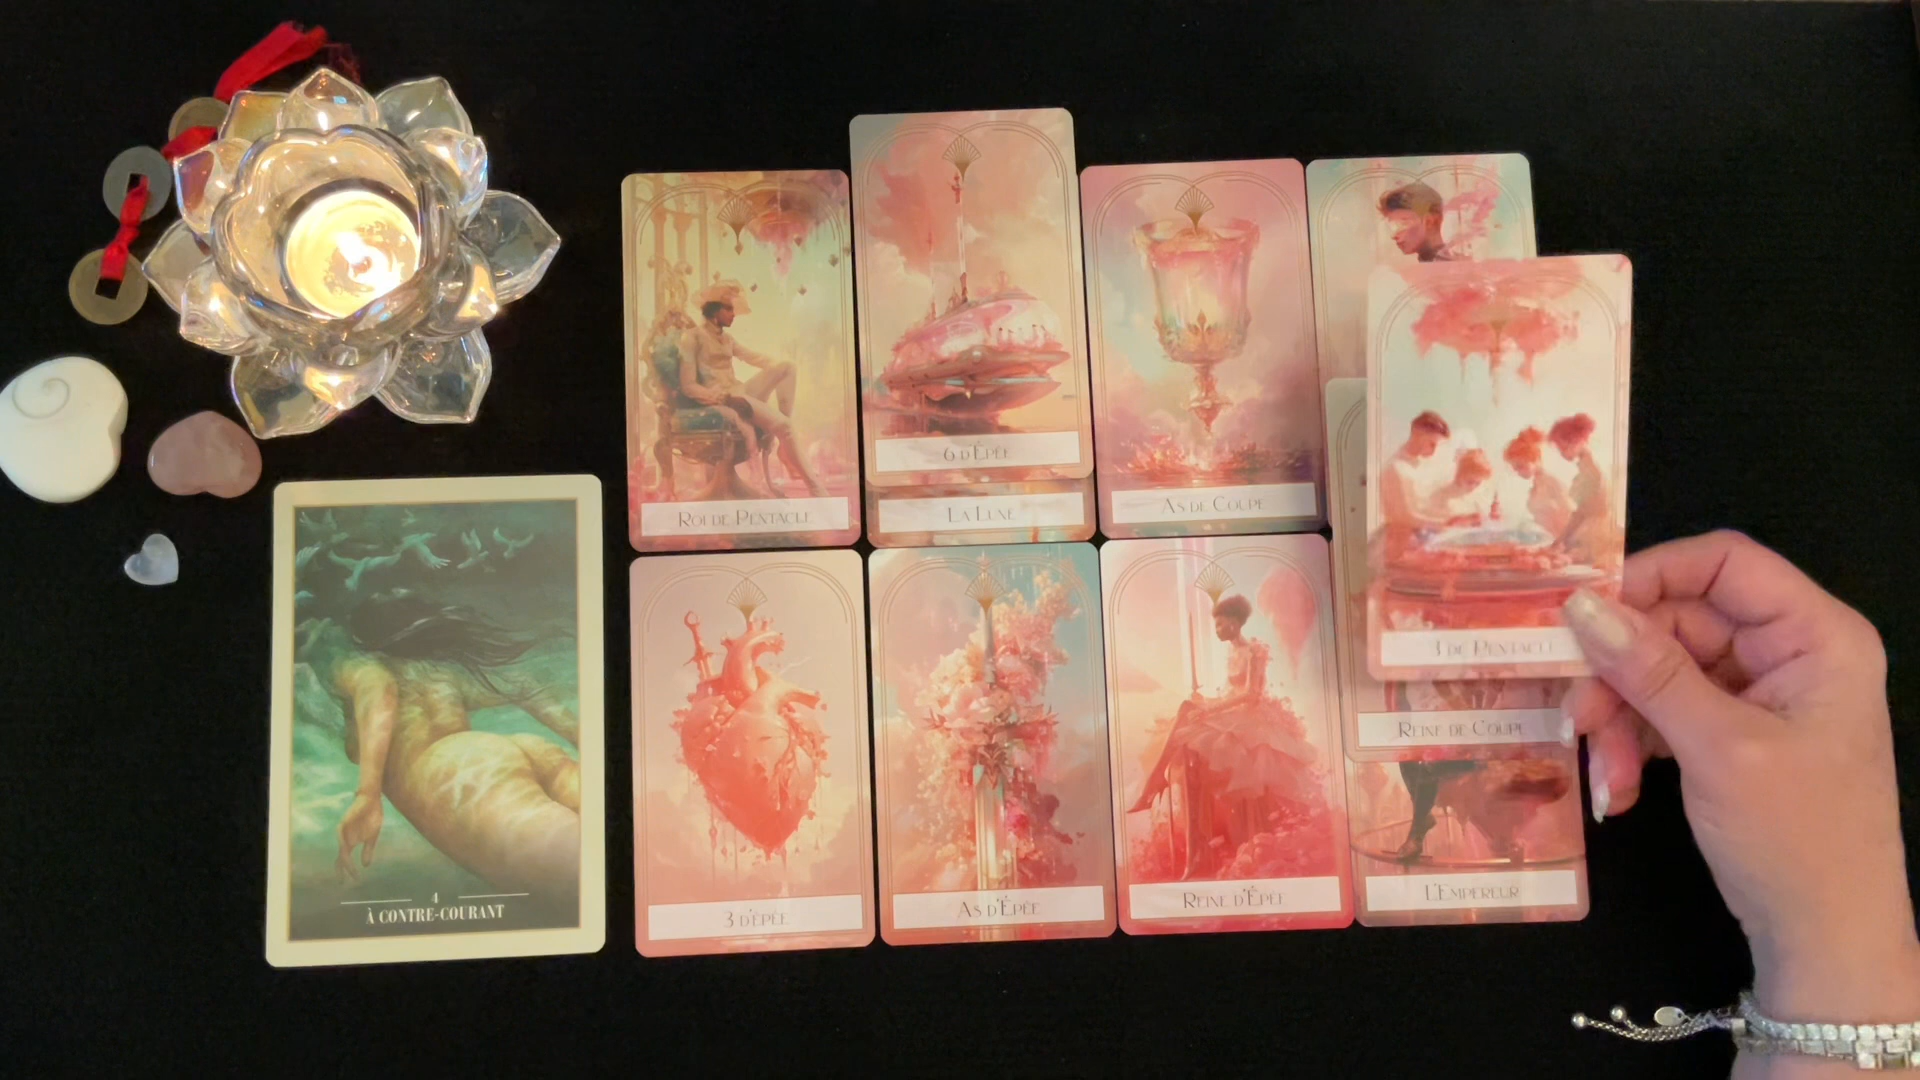 ROI DE PENTACLE
6 D'ÉPÉE
LA LUNE
AS DE COUPE
3 DE PENTACLE
REINE DE COUPE
4
À CONTRE-COURANT
3 D'ÉPÉE
AS D'ÉPÉE
REINE D'ÉPÉE
L'EMPEREUR